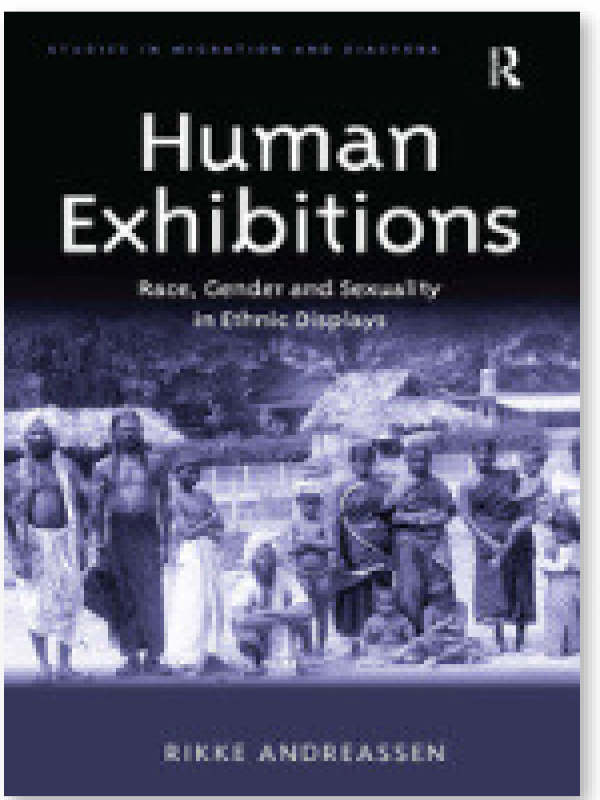 STUDIES IN MIGRATION AND DIASPORA
R
Human
Exhibitions
Race, Gender and Sexuality
in Ethnic Displays
RIKKE ANDREASSEN